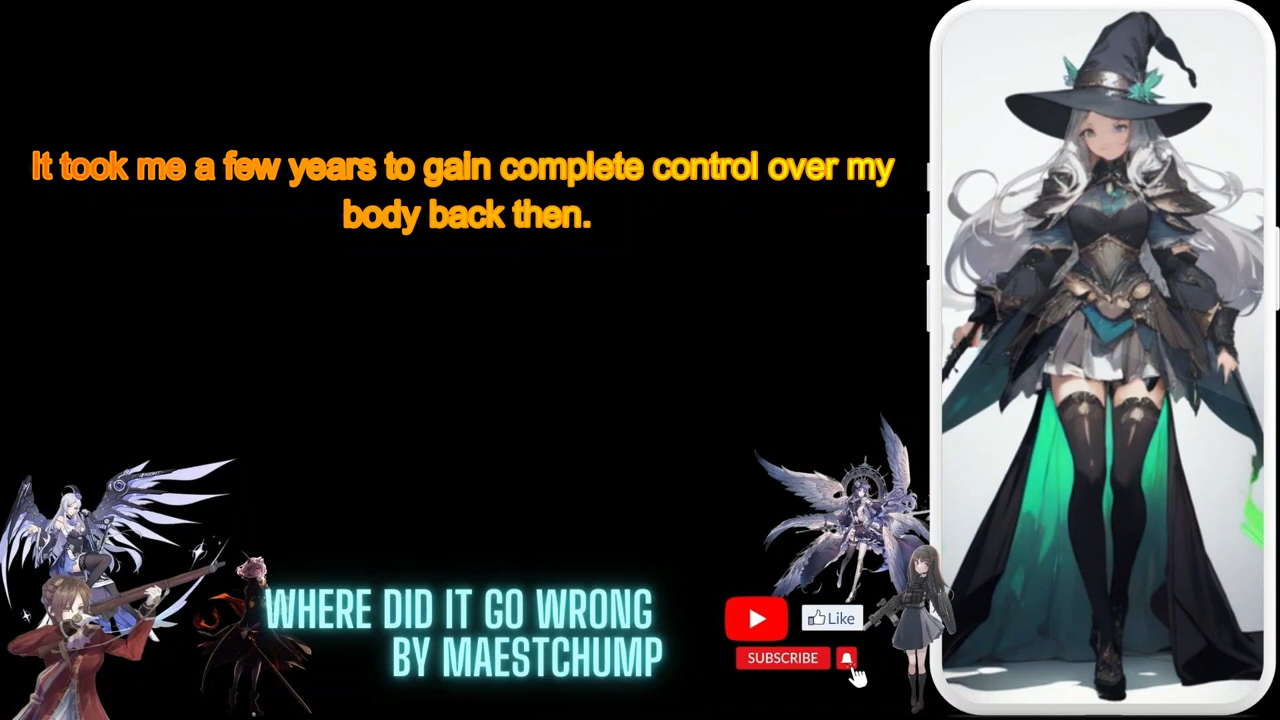 It took me a few years to gain complete control over my
body back then.
WHERE DID IT GO WRONG
BY MAESTCHUMP
Like
SUBSCRIBE